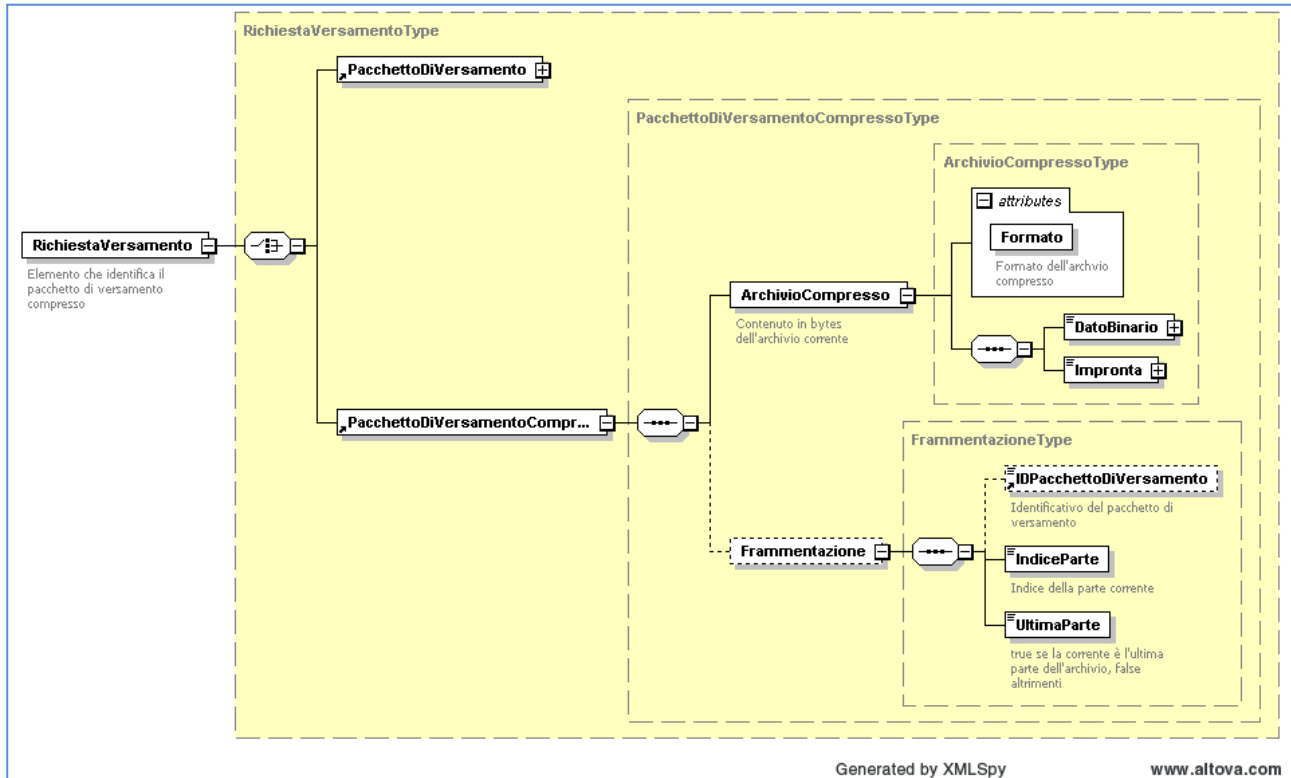 RichiestaVersamentoType
PacchettoDiVersamento
PacchettoDiVersamentoCompressoType
ArchivioCompressoType
attributes
Formato
Formato dell'archvio
compresso
RichiestaVersamento
Elemento che identifica il
pacchetto di versamento
compresso
ArchivioCompresso
Contenuto in bytes
dell'archivio corrente
DatoBinario
Impronta
PacchettoDiVersamentoCompr...
FrammentazioneType
IDPacchettoDiVersamento
Identificativo del pacchetto di
versamento
Frammentazione
IndiceParte
Indice della parte corrente
UltimaParte
true se la corrente è l'ultima
parte dell'archivio, false
altrimenti
Generated by XMLSpy
www.altova.com